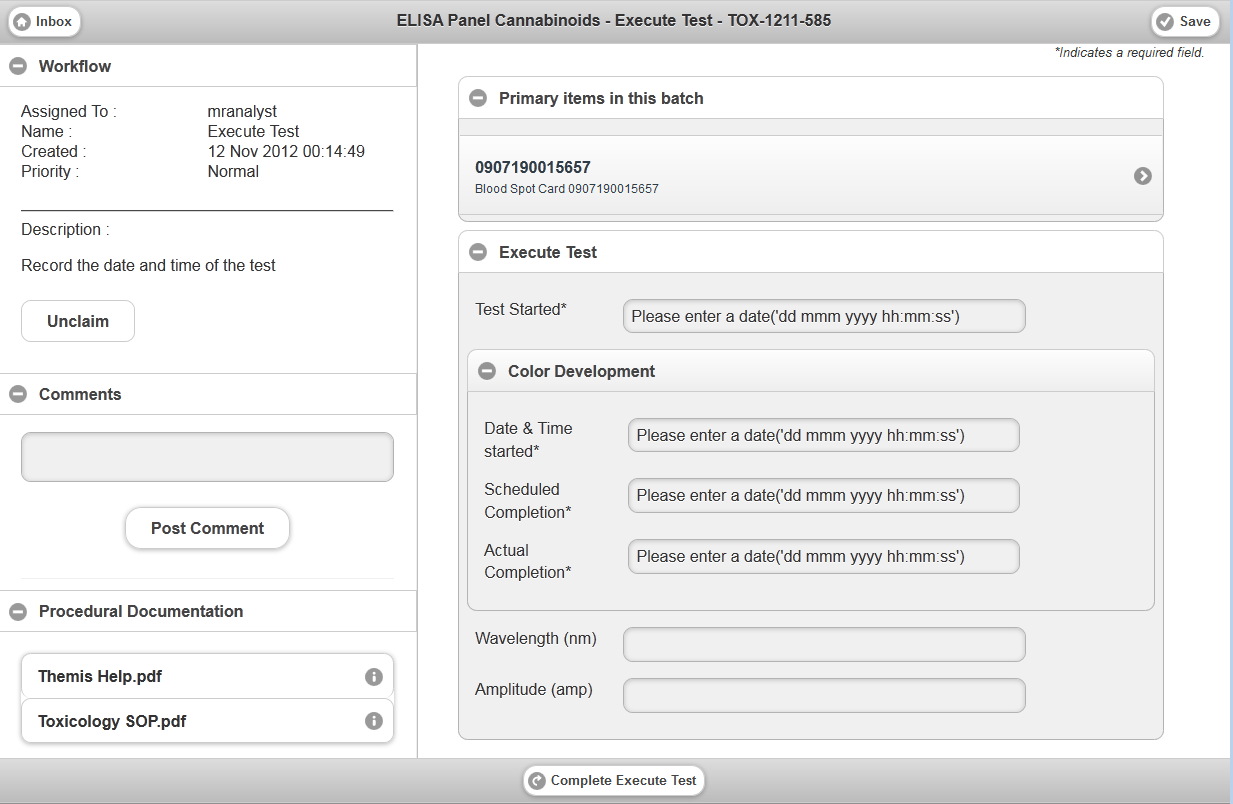 Inbox
ELISA Panel Cannabinoids - Execute Test - TOX-1211-585
Save
*Indicates a required field.
Workflow
Assigned To : mranalyst
Name : Execute Test
Created : 12 Nov 2012 00:14:49
Priority : Normal
Description :
Record the date and time of the test
Unclaim
Comments
Post Comment
Procedural Documentation
Themis Help.pdf
Toxicology SOP.pdf
Primary items in this batch
0907190015657
Blood Spot Card 0907190015657
Execute Test
Test Started* Please enter a date('dd mmm yyyy hh:mm:ss')
Color Development
Date & Time
started*
Please enter a date('dd mmm yyyy hh:mm:ss')
Scheduled
Completion*
Please enter a date('dd mmm yyyy hh:mm:ss')
Actual
Completion*
Please enter a date('dd mmm yyyy hh:mm:ss')
Wavelength (nm)
Amplitude (amp)
Complete Execute Test